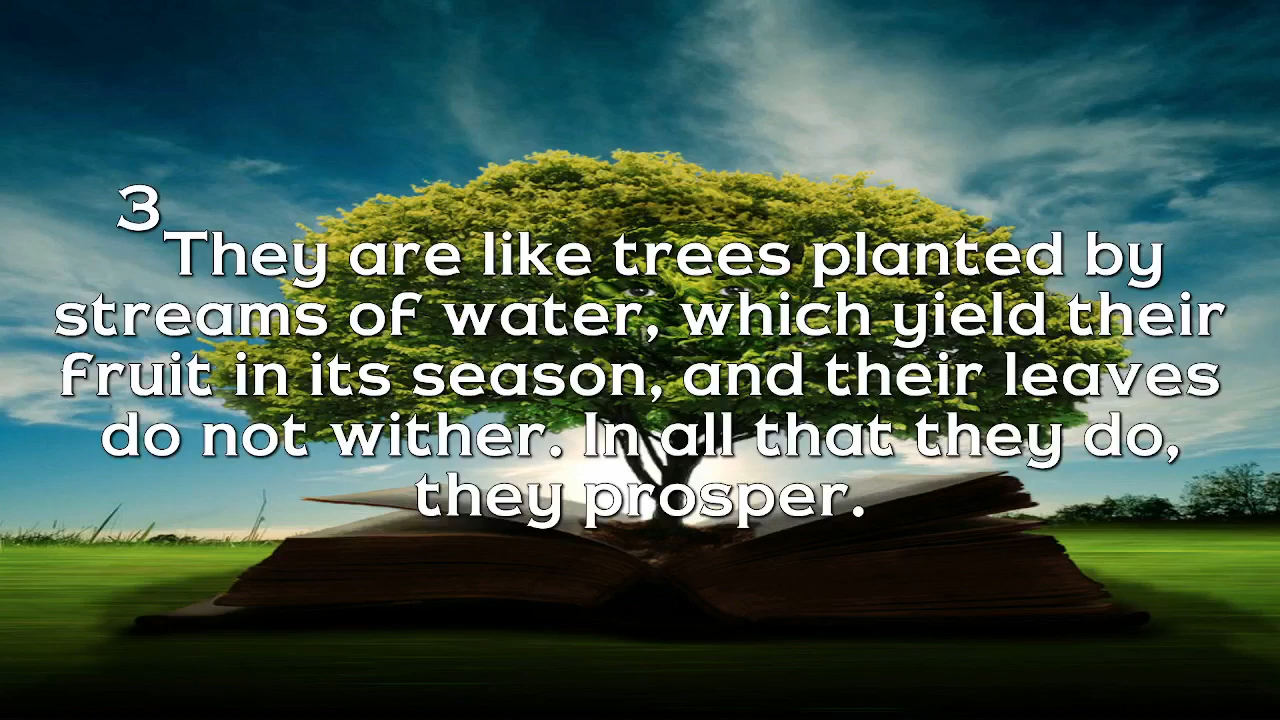 3
They are like trees planted by
streams of water, which yield their
fruit in its season, and their leaves
do not wither. In all that they do,
they prosper.